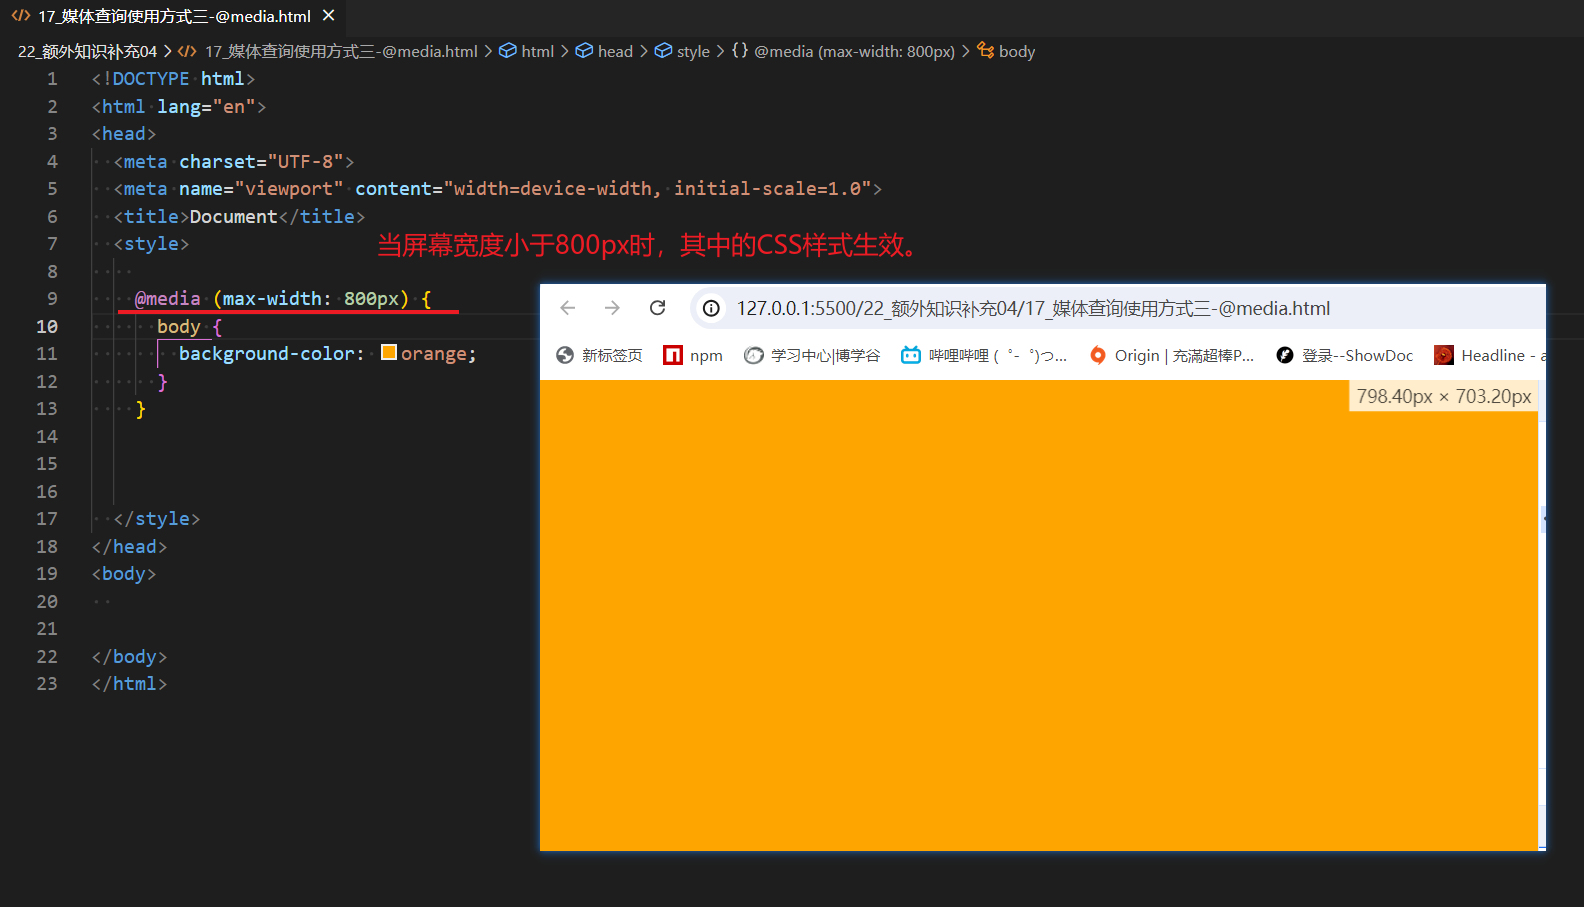 17_媒体查询使用方式三-@media.html
22_额外知识补充04 > 17_媒体查询使用方式三-@media.html > html > head > style > {} @media (max-width: 800px) > body
1 <!DOCTYPE html>
2 <html lang="en">
3 <head>
4 <meta charset="UTF-8">
5 <meta name="viewport" content="width=device-width, initial-scale=1.0">
6 <title>Document</title>
7 <style>
当屏幕宽度小于800px时，其中的CSS样式生效。
8
9 @media (max-width: 800px) {
10 body {
11 background-color: orange;
12 }
13 }
14
15
16
17 </style>
18 </head>
19 <body>
20
21
22 </body>
23 </html>
127.0.0.1:5500/22_额外知识补充04/17_媒体查询使用方式三-@media.html
新标签页 npm 学习中心|博学谷 哔哩哔哩 (゜-゜)つ... Origin | 充满超棒P... 登录--ShowDoc Headline - a
798.40px × 703.20px